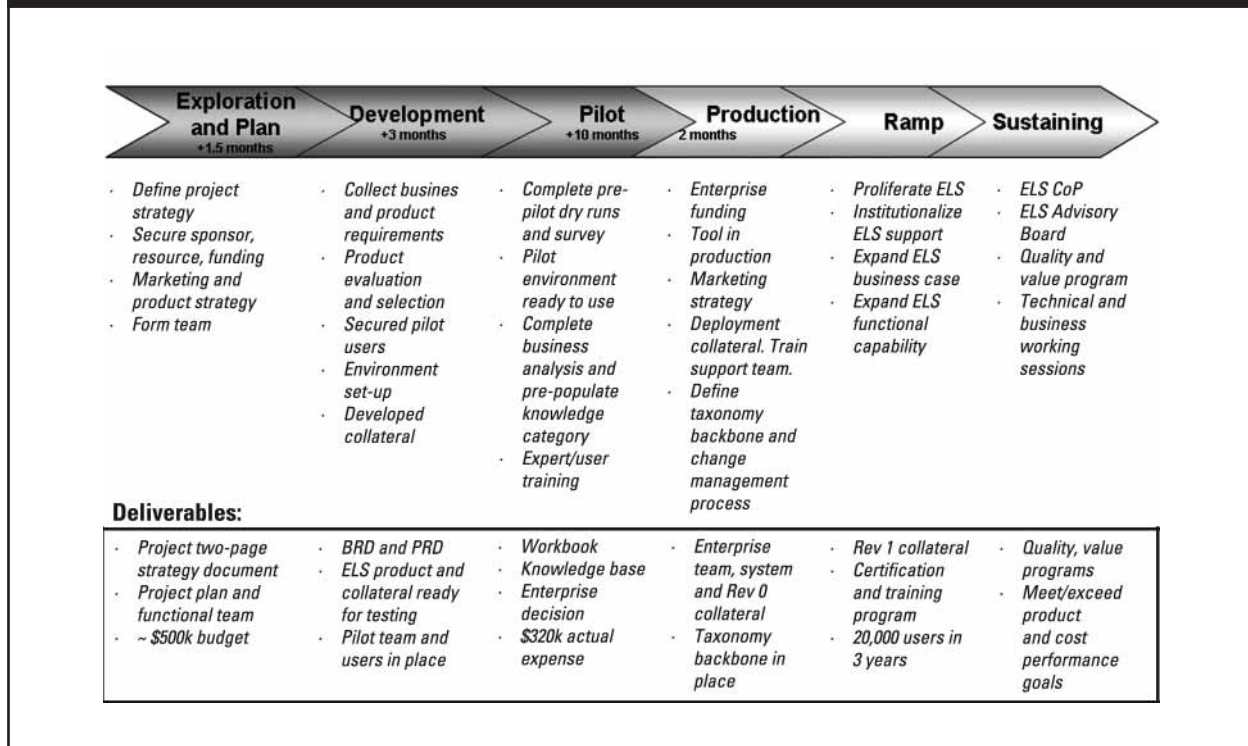 Exploration
and Plan
+1.5 months
Development
+3 months
Pilot
+10 months
Production
2 months
Ramp
Sustaining
· Define project
strategy
· Secure sponsor,
resource, funding
· Marketing and
product strategy
· Form team
· Collect busines
and product
requirements
· Product
evaluation
and selection
· Secured pilot
users
· Environment
set-up
· Developed
collateral
· Complete pre-
pilot dry runs
and survey
· Pilot
environment
ready to use
· Complete
business
analysis and
pre-populate
knowledge
category
· Expert/user
training
· Enterprise
funding
· Tool in
production
· Marketing
strategy
· Deployment
collateral. Train
support team.
· Define
taxonomy
backbone and
change
management
process
· Proliferate ELS
· Institutionalize
ELS support
· Expand ELS
business case
· Expand ELS
functional
capability
· ELS CoP
· ELS Advisory
Board
· Quality and
value program
· Technical and
business
working
sessions
Deliverables:
· Project two-page
strategy document
· Project plan and
functional team
· ~ $500k budget
· BRD and PRD
· ELS product and
collateral ready
for testing
· Pilot team and
users in place
· Workbook
· Knowledge base
· Enterprise
decision
· $320k actual
expense
· Enterprise
team, system
and Rev 0
collateral
· Taxonomy
backbone in
place
· Rev 1 collateral
· Certification
and training
program
· 20,000 users in
3 years
· Quality, value
programs
· Meet/exceed
product
and cost
performance
goals